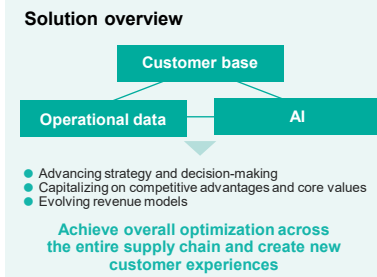 Solution overview
Customer base
Operational data
AI
Advancing strategy and decision-making
Capitalizing on competitive advantages and core values
Evolving revenue models
Achieve overall optimization across
the entire supply chain and create new
customer experiences